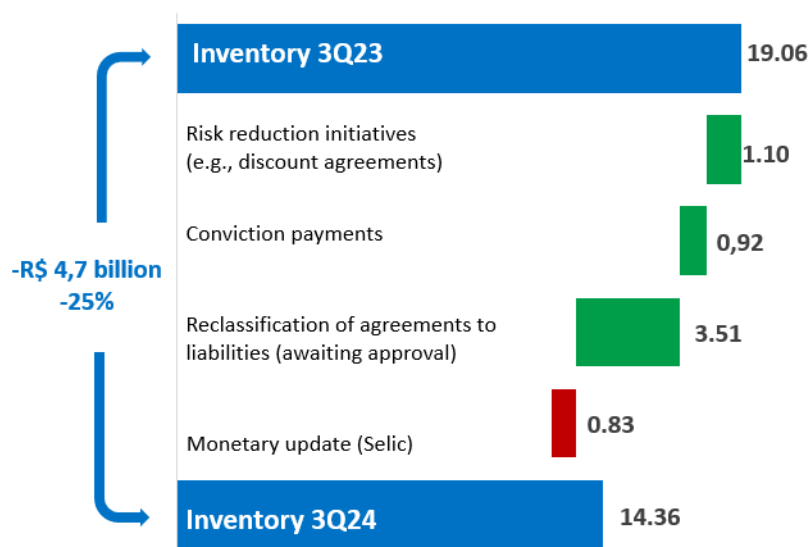 Inventory 3Q23
19.06
Risk reduction initiatives
(e.g., discount agreements)
1.10
Conviction payments
0,92
-R$ 4,7 billion
-25%
Reclassification of agreements to
liabilities (awaiting approval)
3.51
Monetary update (Selic)
0.83
Inventory 3Q24
14.36